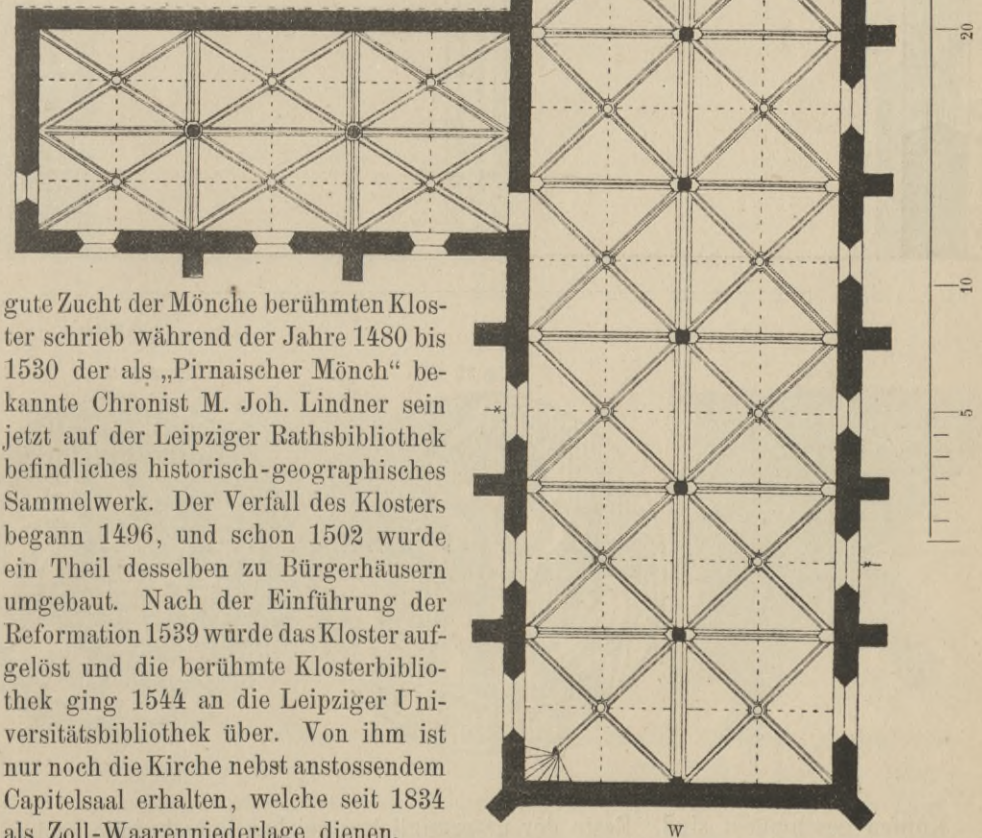 gute Zucht der Mönche berühmten Klos-
ter schrieb während der Jahre 1480 bis
1530 der als „Pirnaischer Mönch“ be-
kannte Chronist M. Joh. Lindner sein
jetzt auf der Leipziger Rathsbibliothek
befindliches historisch-geographisches
Sammelwerk. Der Verfall des Klosters
begann 1496, und schon 1502 wurde
ein Theil desselben zu Bürgerhäusern
umgebaut. Nach der Einführung der
Reformation 1539 wurde das Kloster auf-
gelöst und die berühmte Klosterbiblio-
thek ging 1544 an die Leipziger Uni-
versitätsbibliothek über. Von ihm ist
nur noch die Kirche nebst anstossendem
Capitelsaal erhalten, welche seit 1834
als Zoll-Waarenniederlage dienen.
20
10
5
W